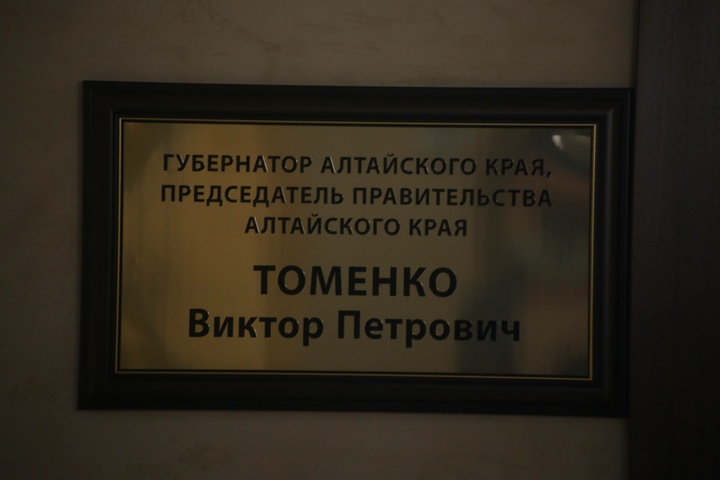 ГУБЕРНАТОР АЛТАЙСКОГО КРАЯ,
ПРЕДСЕДАТЕЛЬ ПРАВИТЕЛЬСТВА
АЛТАЙСКОГО КРАЯ
ТОМЕНКО
Виктор Петрович